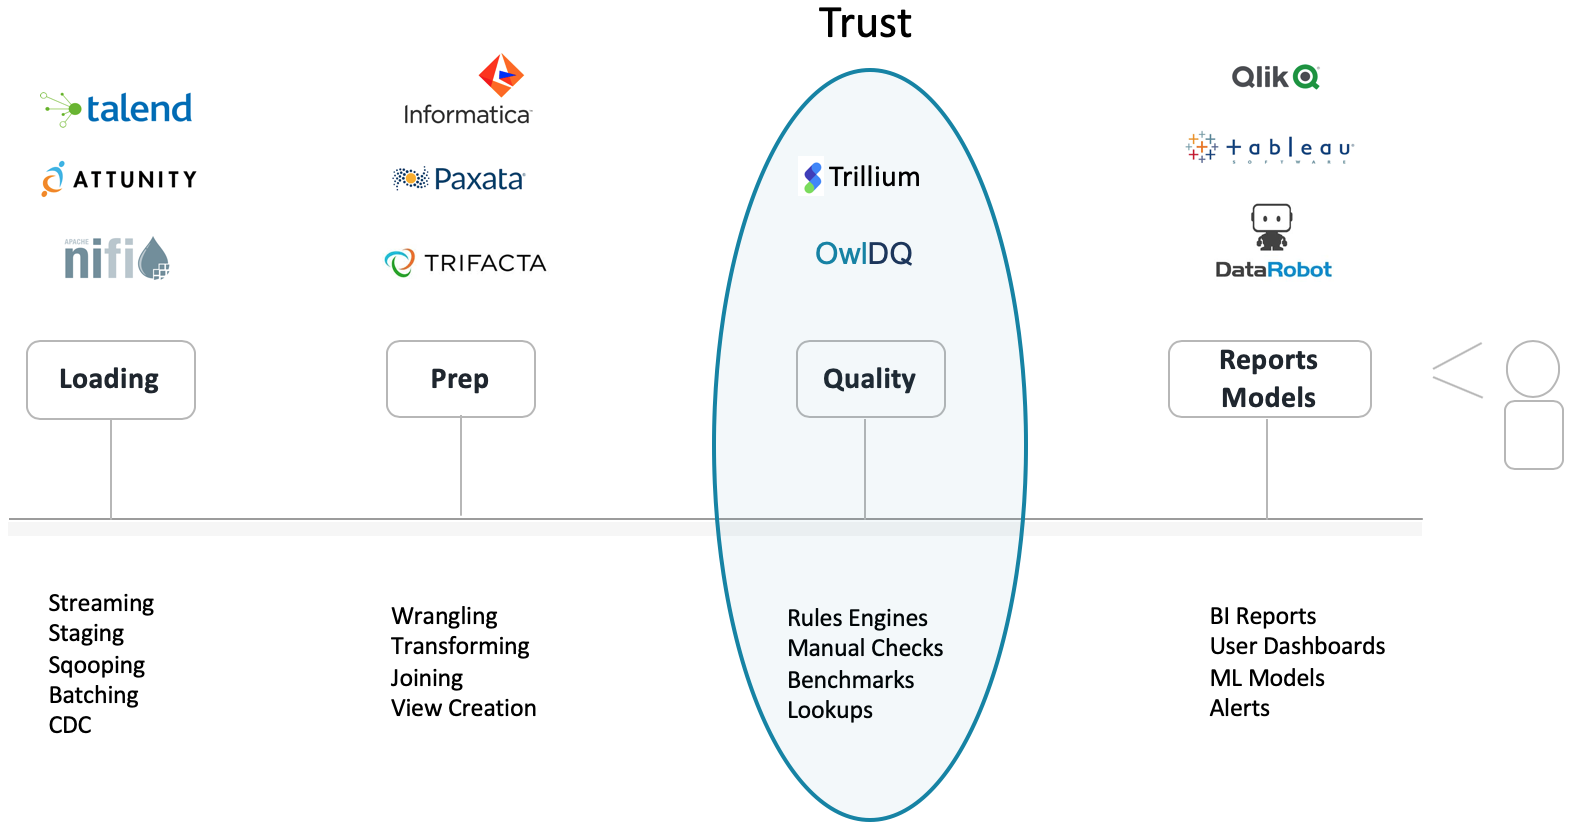 Trust
talend
ATTUNITY
APACHE
nifi
Loading
Streaming
Staging
Sqooping
Batching
CDC
Informatica
Paxata
TRIFACTA
Prep
Wrangling
Transforming
Joining
View Creation
Trillium
OwlDQ
Quality
Rules Engines
Manual Checks
Benchmarks
Lookups
Qlik
+ableau
SOFTWARE
DataRobot
Reports
Models
BI Reports
User Dashboards
ML Models
Alerts